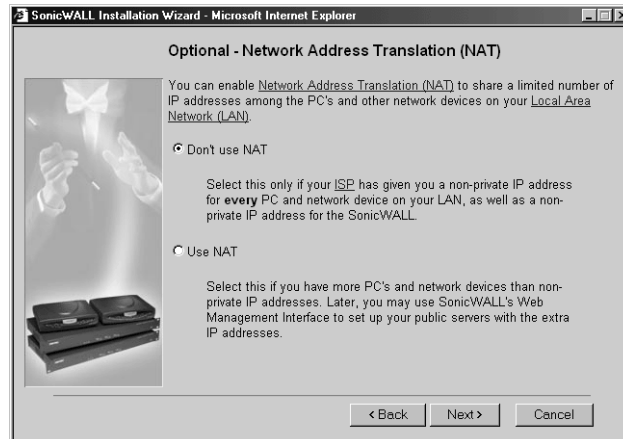 SonicWALL Installation Wizard - Microsoft Internet Explorer
Optional - Network Address Translation (NAT)
You can enable Network Address Translation (NAT) to share a limited number of
IP addresses among the PC's and other network devices on your Local Area
Network (LAN).
Don't use NAT
Select this only if your ISP has given you a non-private IP address
for every PC and network device on your LAN, as well as a non-
private IP address for the SonicWALL.
Use NAT
Select this if you have more PC's and network devices than non-
private IP addresses. Later, you may use SonicWALL's Web
Management Interface to set up your public servers with the extra
IP addresses.
< Back
Next >
Cancel